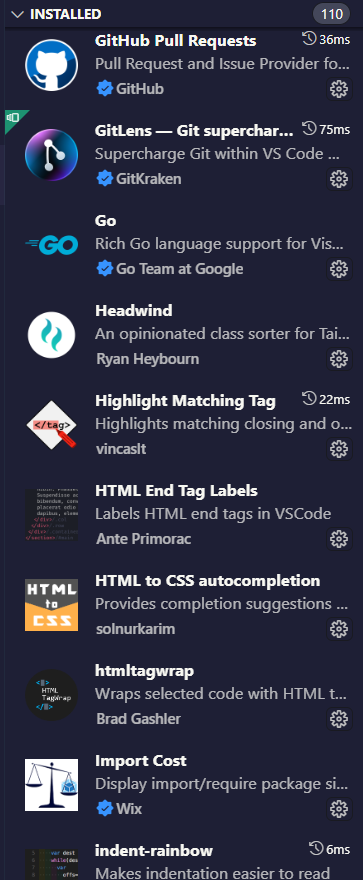 INSTALLED 110
GitHub Pull Requests 36ms
Pull Request and Issue Provider fo...
GitHub
GitLens — Git superchar... 75ms
Supercharge Git within VS Code ...
GitKraken
Go
GO
Rich Go language support for Vis...
Go Team at Google
Headwind
An opinionated class sorter for Tai...
Ryan Heybourn
Highlight Matching Tag 22ms
</tag>
Highlights matching closing and o...
vincaslt
HTML End Tag Labels
Labels HTML end tags in VSCode
Ante Primorac
HTML to CSS autocompletion
HTML
to
CSS
Provides completion suggestions ...
solnurkarim
htmltagwrap
HTML
TagWrap
Wraps selected code with HTML t...
Brad Gashler
Import Cost
Display import/require package si...
Wix
indent-rainbow 6ms
Makes indentation easier to read